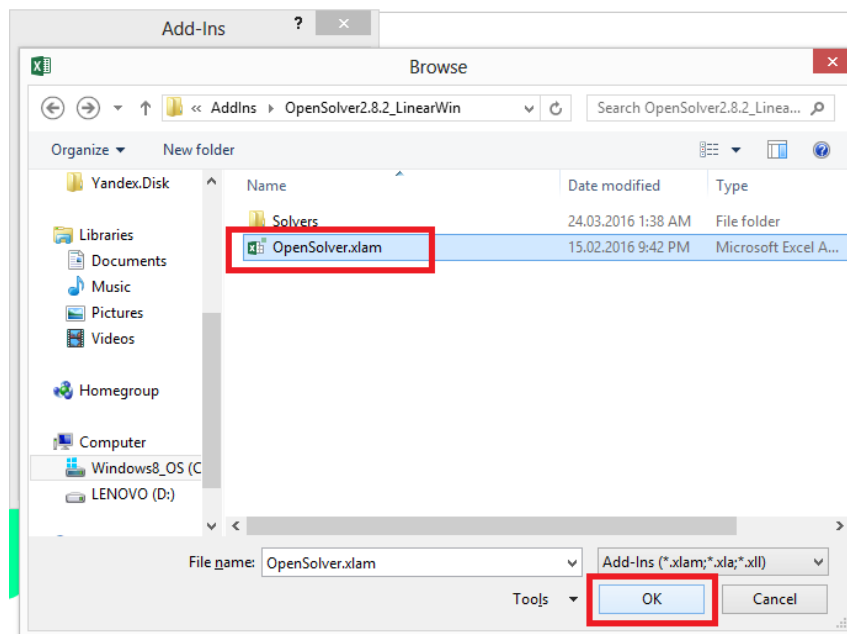 Add-Ins ?
Browse
« AddIns OpenSolver2.8.2_LinearWin Search OpenSolver2.8.2_Linea...
Organize New folder
Name Date modified Type
Yandex.Disk
Solvers 24.03.2016 1:38 AM File folder
OpenSolver.xlam 15.02.2016 9:42 PM Microsoft Excel A...
Libraries
Documents
Music
Pictures
Videos
Homegroup
Computer
Windows8_OS (C
LENOVO (D:)
File name: OpenSolver.xlam Add-Ins (*.xlam;*.xla;*.xll)
Tools OK Cancel